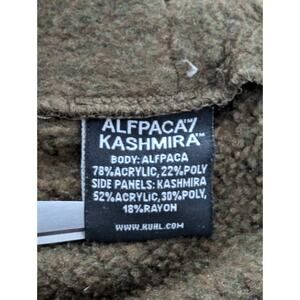 ALFPACA™/
KASHMIRA™
BODY: ALFPACA
78% ACRYLIC, 22% POLY
SIDE PANELS: KASHMIRA
52% ACRYLIC, 30% POLY,
18% RAYON
WWW.KUHL.COM